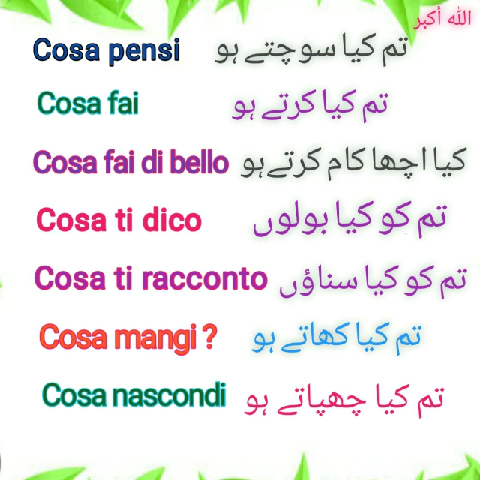 الله أكبر
Cosa pensi تم کیا سوچتے ہو
Cosa fai تم کیا کرتے ہو
Cosa fai di bello کیا اچھا کام کرتے ہو
Cosa ti dico تم کو کیا بولوں
Cosa ti racconto تم کو کیا سناؤں
Cosa mangi ? تم کیا کھاتے ہو
Cosa nascondi تم کیا چھپاتے ہو